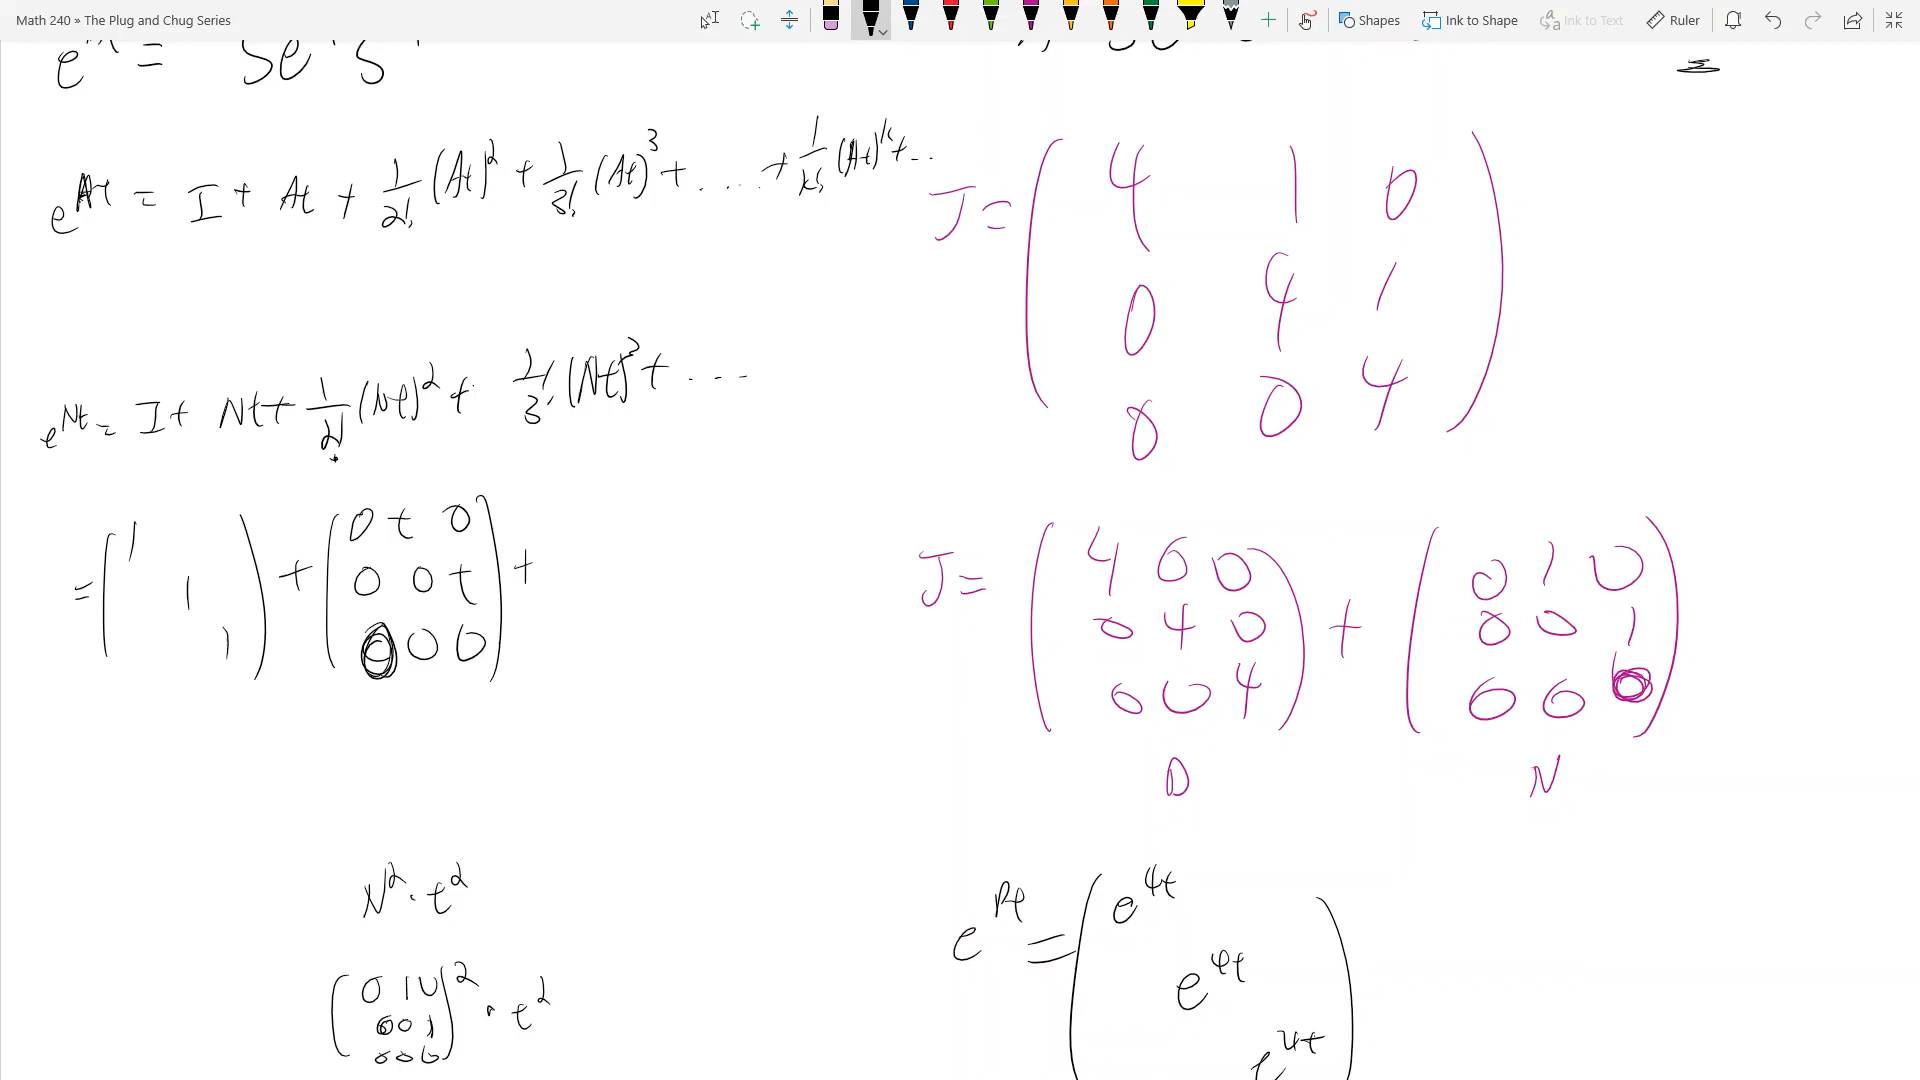 Math 240 » The Plug and Chug Series
Shapes
Ink to Shape
Ink to Text
Ruler
e^At = I + At + 1/2! (At)^2 + 1/3! (At)^3 + .... + 1/k! (At)^k + ...
e^Nt = I + Nt + 1/2! (Nt)^2 + 1/3! (Nt)^3 + ...
= ( 1
1
1 ) + ( 0 t 0
0 0 t
0 0 0 ) +
N^2 · t^2
( 0 1 0
0 0 1
0 0 0 )^2 · t^2
J = ( 4 1 0
0 4 1
0 0 4 )
J = ( 4 0 0
0 4 0
0 0 4 ) + ( 0 1 0
0 0 1
0 0 0 )
D N
e^Dt = ( e^4t
e^4t
e^4t